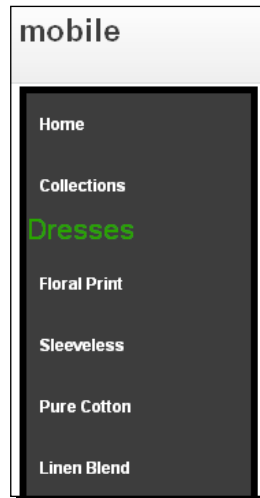 mobile
Home
Collections
Dresses
Floral Print
Sleeveless
Pure Cotton
Linen Blend